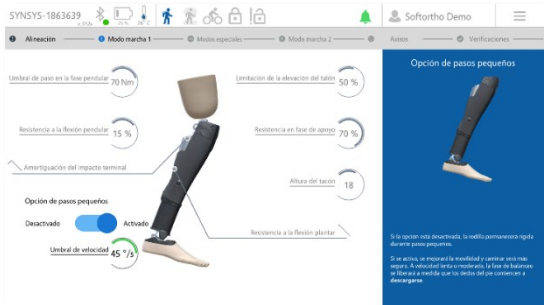 SYNSYS-1863639
Softortho Demo
Alineación
Modo marcha 1
Modos especiales
Modo marcha 2
Avisos
Verificaciones
Umbral de paso en la fase pendular
70 Nm
Limitación de la elevación del talón
50 %
Resistencia a la flexión pendular
15 %
Resistencia en fase de apoyo
70 %
Amortiguación del impacto terminal
Altura del tacón
18
Opción de pasos pequeños
Desactivado
Activado
Resistencia a la flexión plantar
Umbral de velocidad
45 °/s
Opción de pasos pequeños
Si la opción está desactivada, la rodilla permanecerá rígida
durante pasos pequeños.
Si se activa, se mejorará la movilidad y caminar será más
seguro. A velocidad lenta o moderada, la fase de balanceo
se liberará a medida que los dedos del pie comiencen a
descargarse.